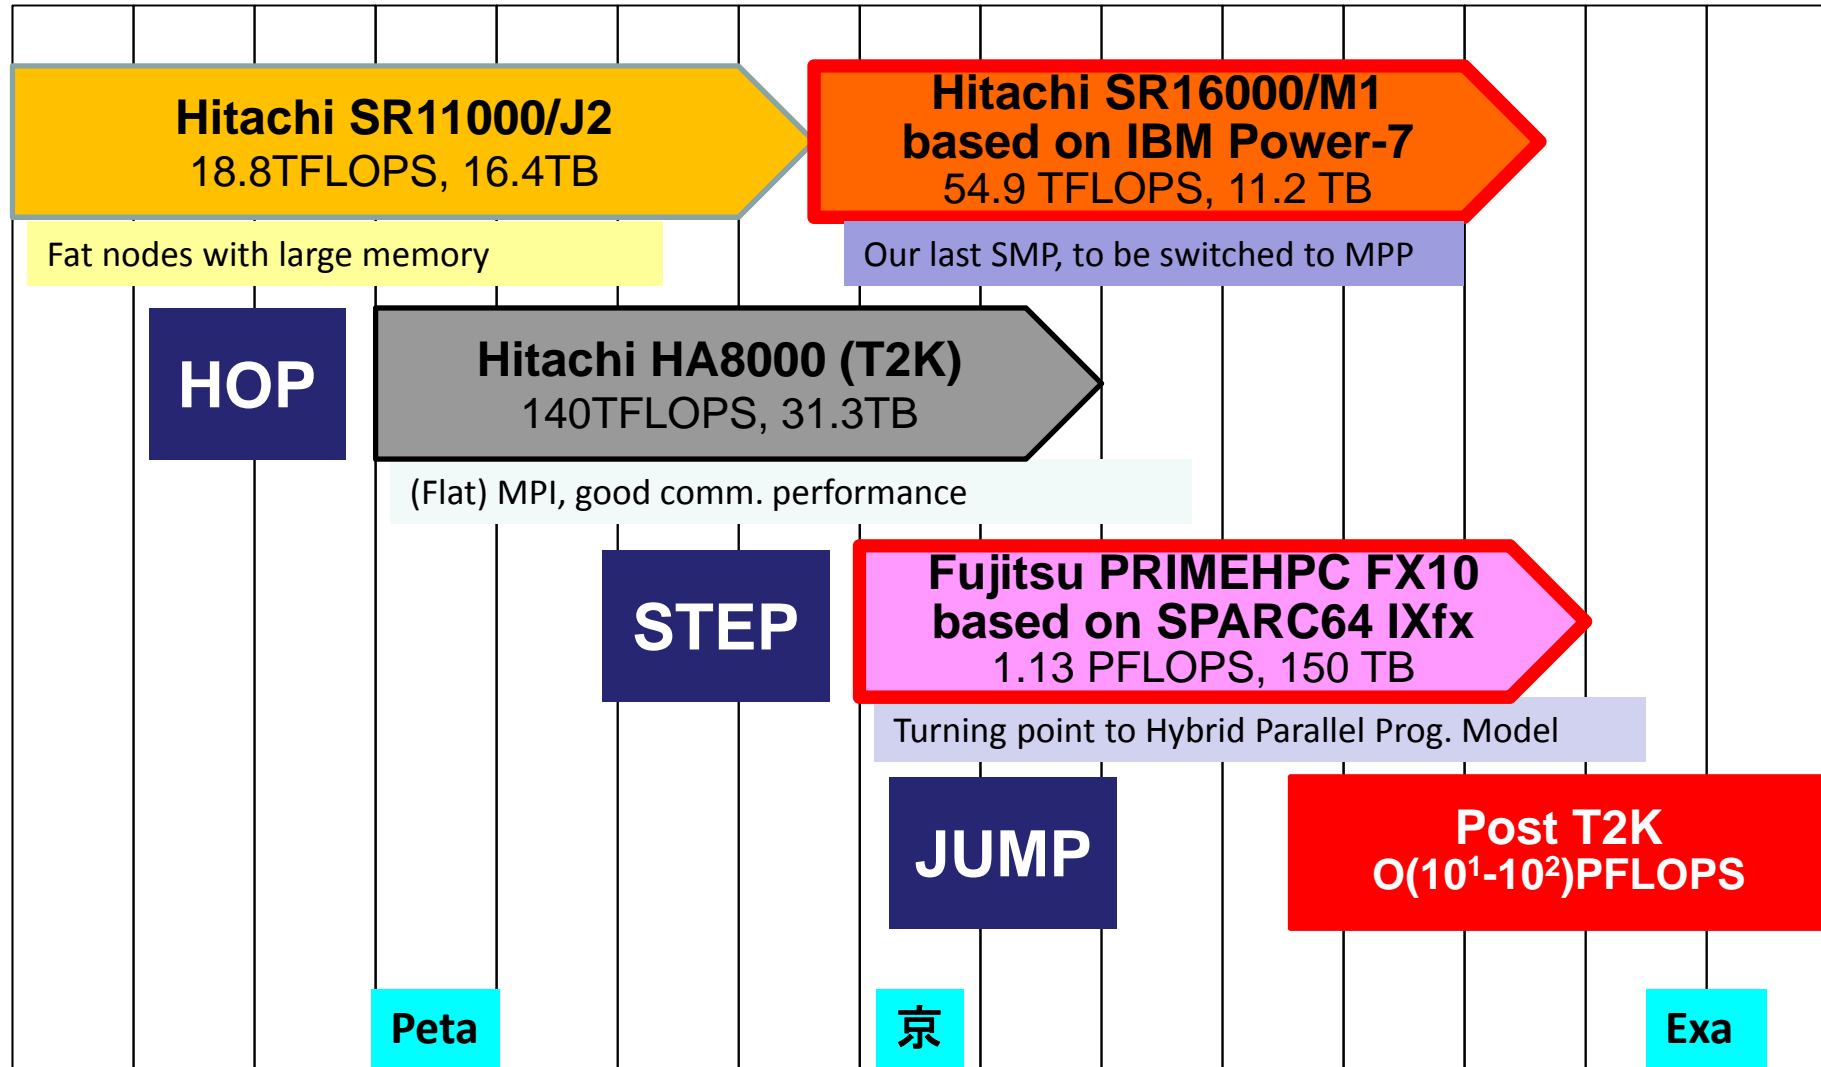 Hitachi SR11000/J2
18.8TFLOPS, 16.4TB
Fat nodes with large memory
Hitachi SR16000/M1
based on IBM Power-7
54.9 TFLOPS, 11.2 TB
Our last SMP, to be switched to MPP
HOP
Hitachi HA8000 (T2K)
140TFLOPS, 31.3TB
(Flat) MPI, good comm. performance
STEP
Fujitsu PRIMEHPC FX10
based on SPARC64 IXfx
1.13 PFLOPS, 150 TB
Turning point to Hybrid Parallel Prog. Model
JUMP
Post T2K
O(10¹-10²)PFLOPS
Peta
京
Exa